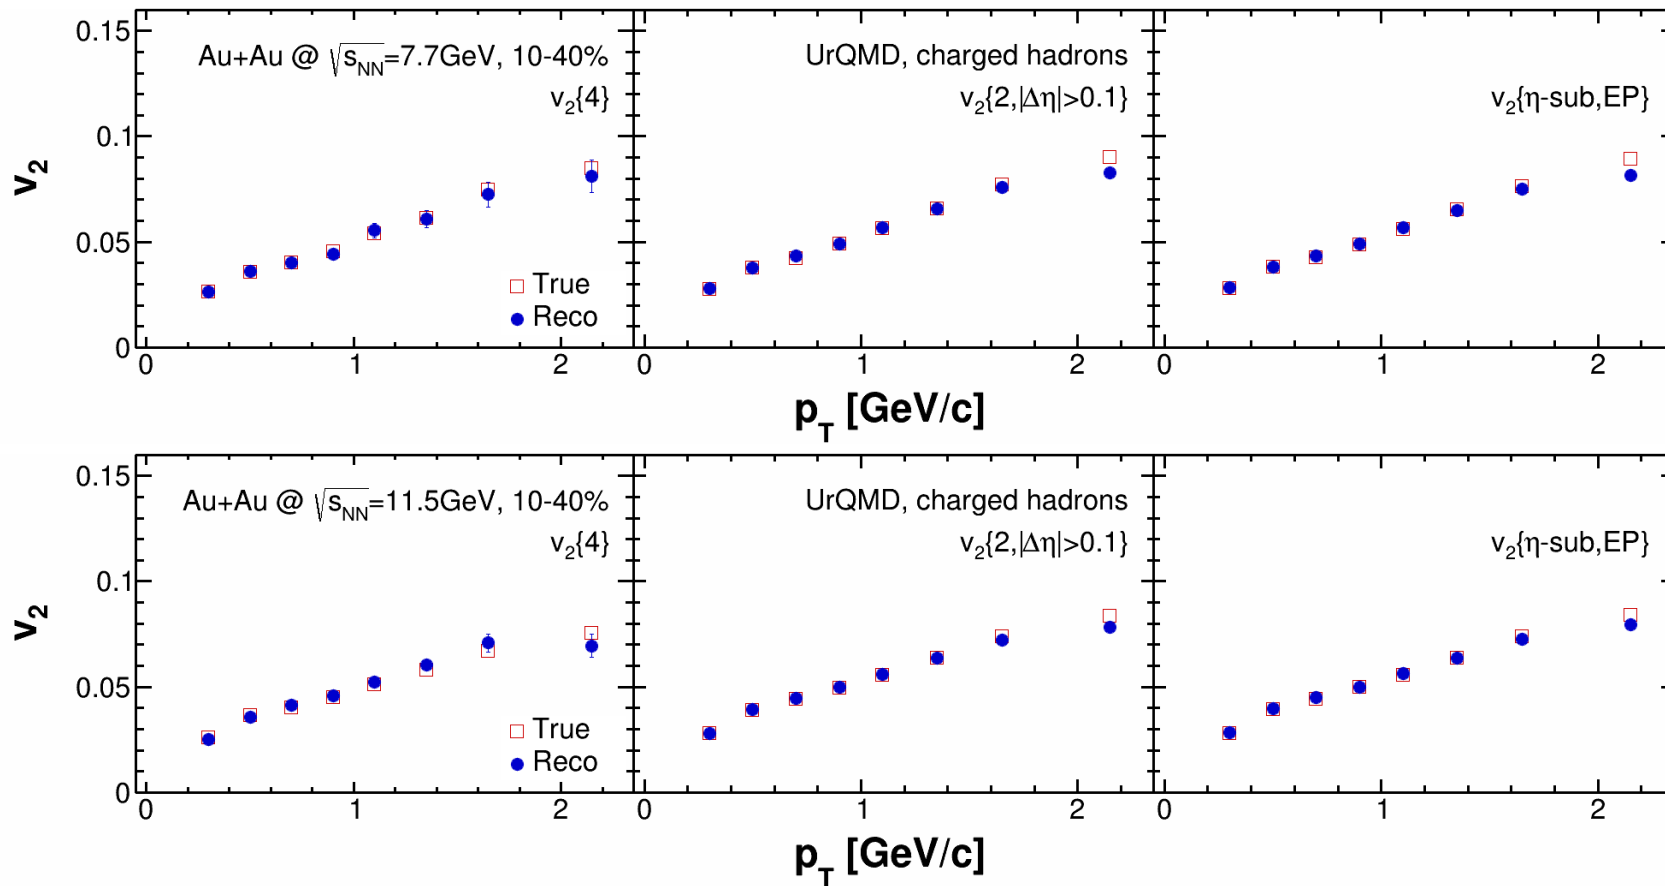 0.15
Au+Au @ √sNN=7.7GeV, 10-40%
UrQMD, charged hadrons
v2{4}
v2{2,|Δη|>0.1}
v2{η-sub,EP}
0.1
v2
0.05
True
Reco
0
0 1 2
0 1 2
0 1 2
pT [GeV/c]
0.15
Au+Au @ √sNN=11.5GeV, 10-40%
UrQMD, charged hadrons
v2{4}
v2{2,|Δη|>0.1}
v2{η-sub,EP}
0.1
v2
0.05
True
Reco
0
0 1 2
0 1 2
0 1 2
pT [GeV/c]